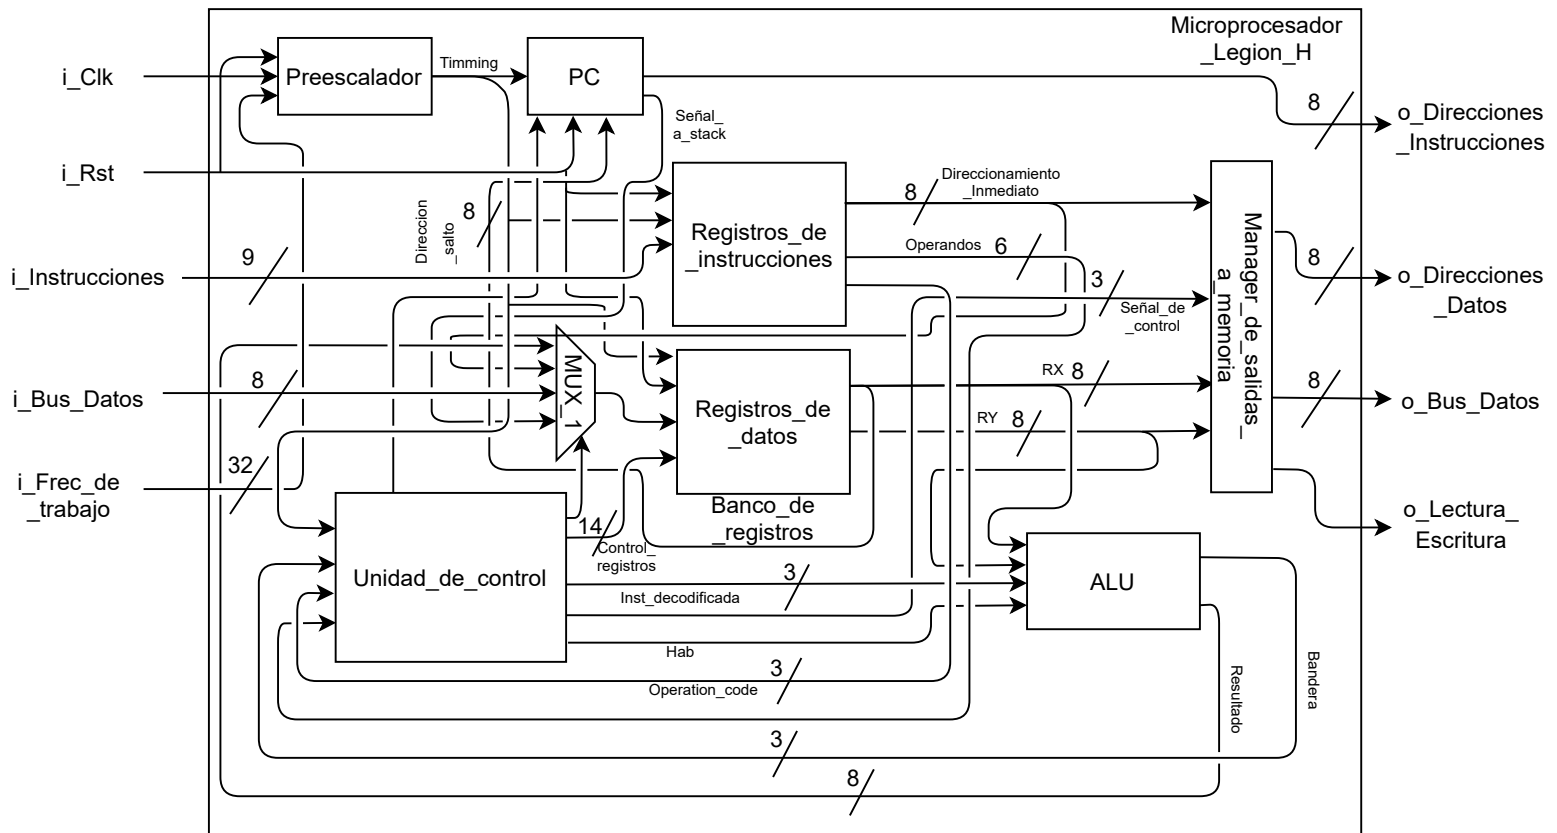 Microprocesador
_Legion_H
i_Clk
Preescalador
Timming
PC
Señal_
a_stack
8
o_Direcciones
_Instrucciones
i_Rst
Direccion
_salto
8
Registros_de
_instrucciones
8
Direccionamiento
_Inmediato
Operandos
6
3
Señal_de
_control
Manager_de_salidas_
a_memoria
8
o_Direcciones
_Datos
i_Instrucciones
9
i_Bus_Datos
8
MUX_1
Registros_de
_datos
Banco_de
_registros
RX
8
RY
8
8
o_Bus_Datos
i_Frec_de
_trabajo
32
o_Lectura_
Escritura
Unidad_de_control
14
Control_
registros
3
Inst_decodificada
Hab
3
Operation_code
ALU
Resultado
Bandera
3
8